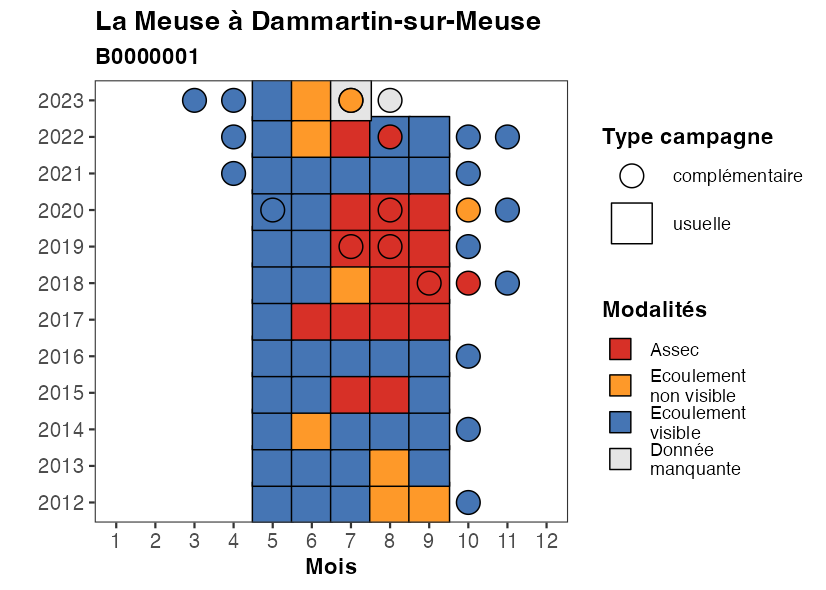 La Meuse à Dammartin-sur-Meuse
B0000001
2023
2022
2021
2020
2019
2018
2017
2016
2015
2014
2013
2012
1 2 3 4 5 6 7 8 9 10 11 12
Mois
Type campagne
complémentaire
usuelle
Modalités
Assec
Ecoulement
non visible
Ecoulement
visible
Donnée
manquante